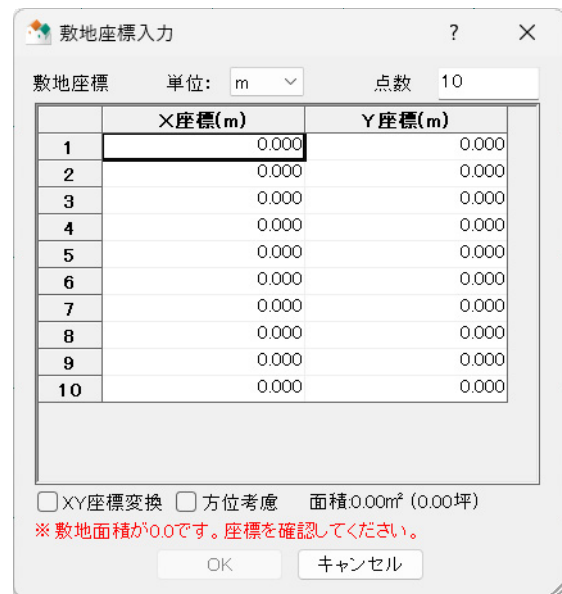 敷地座標入力 ? ×
敷地座標 単位: m 点数 10
X座標(m) Y座標(m)
1 0.000 0.000
2 0.000 0.000
3 0.000 0.000
4 0.000 0.000
5 0.000 0.000
6 0.000 0.000
7 0.000 0.000
8 0.000 0.000
9 0.000 0.000
10 0.000 0.000
XY座標変換 方位考慮 面積:0.00m² (0.00坪)
※敷地面積が0.0です。座標を確認してください。
OK キャンセル